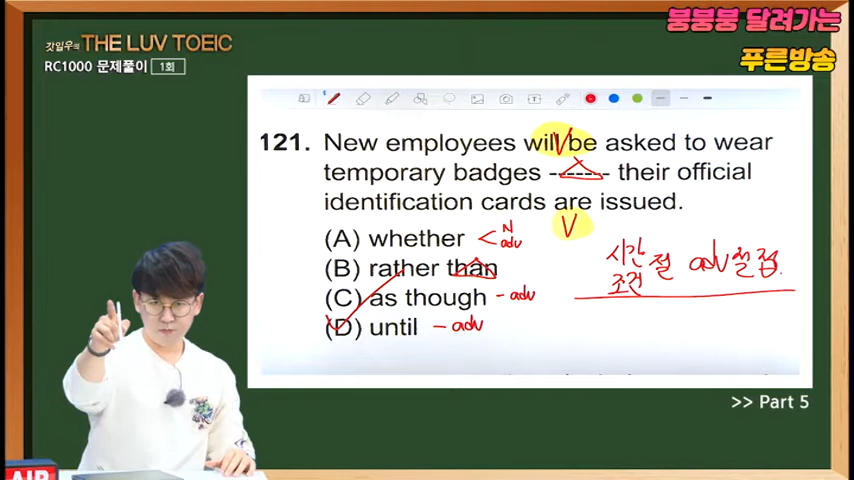 붕붕붕 달려가는
푸른방송
갓일우의 THE LUV TOEIC
RC1000 문제풀이 1회
121. New employees will be asked to wear
temporary badges ------- their official
identification cards are issued.
V
V
(A) whether < N adv
(B) rather than
(C) as though - adv
(D) until - adv
시간
조건 절 adv절 접.
>> Part 5